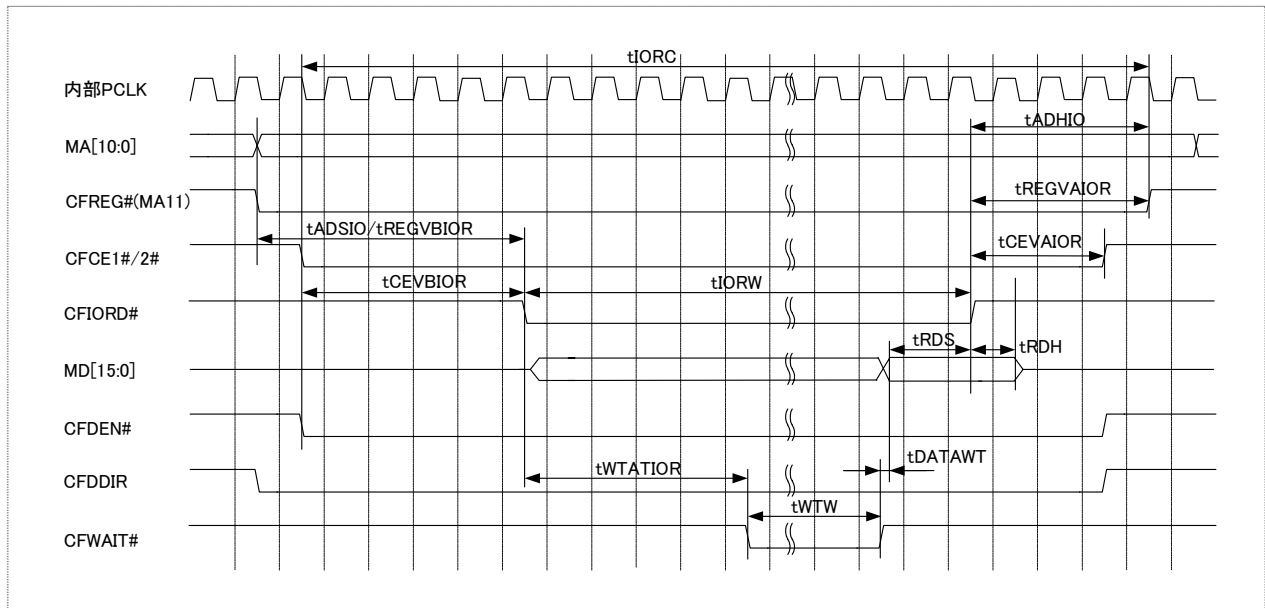 tIORC
内部PCLK
tADHIO
MA[10:0]
tREGVAIOR
CFREG#(MA11)
tADSIO/tREGVBIOR
tCEVAIOR
CFCE1#/2#
tCEVBIOR
tIORW
CFIORD#
tRDS
tRDH
MD[15:0]
CFDEN#
tDATAWT
tWTATIOR
CFDDIR
tWTW
CFWAIT#